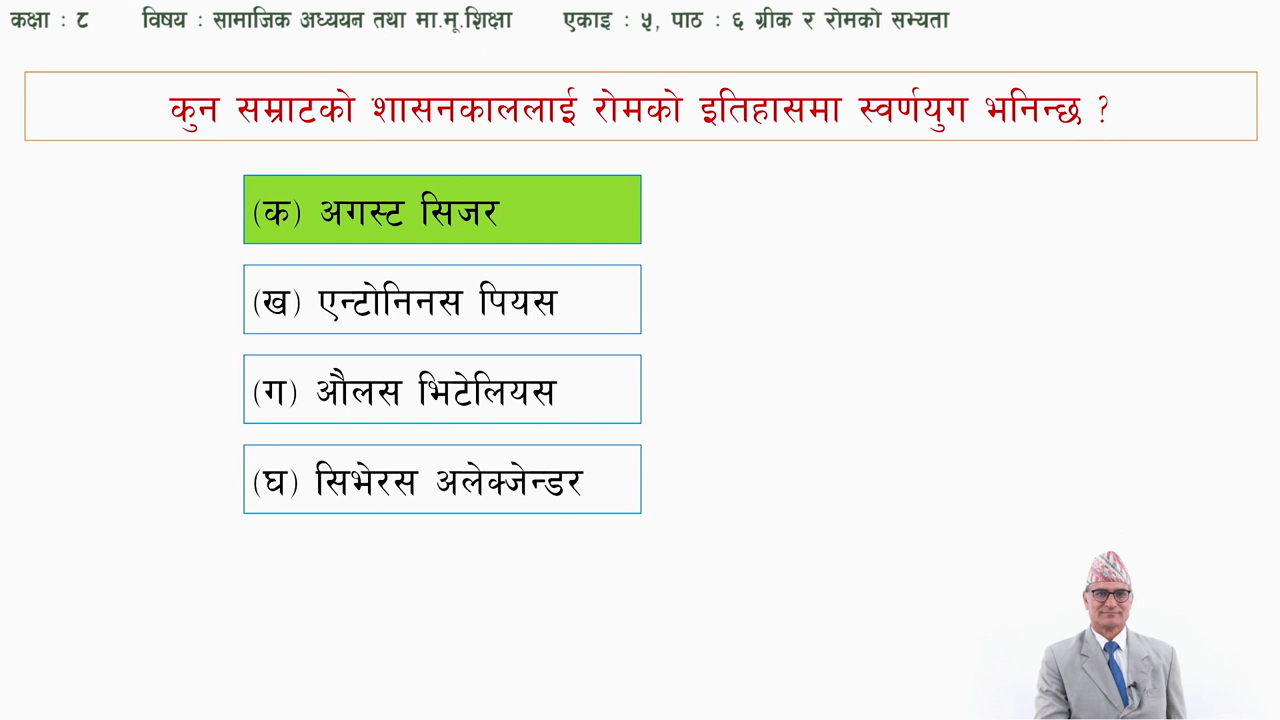 कक्षा : ८ विषय : सामाजिक अध्ययन तथा मा.मू.शिक्षा एकाइ : ५, पाठ : ६ ग्रीक र रोमको सभ्यता
कुन सम्राटको शासनकाललाई रोमको इतिहासमा स्वर्णयुग भनिन्छ ?
(क) अगस्ट सिजर
(ख) एन्टोनिनस पियस
(ग) औलस भिटेलियस
(घ) सिभेरस अलेक्जेन्डर